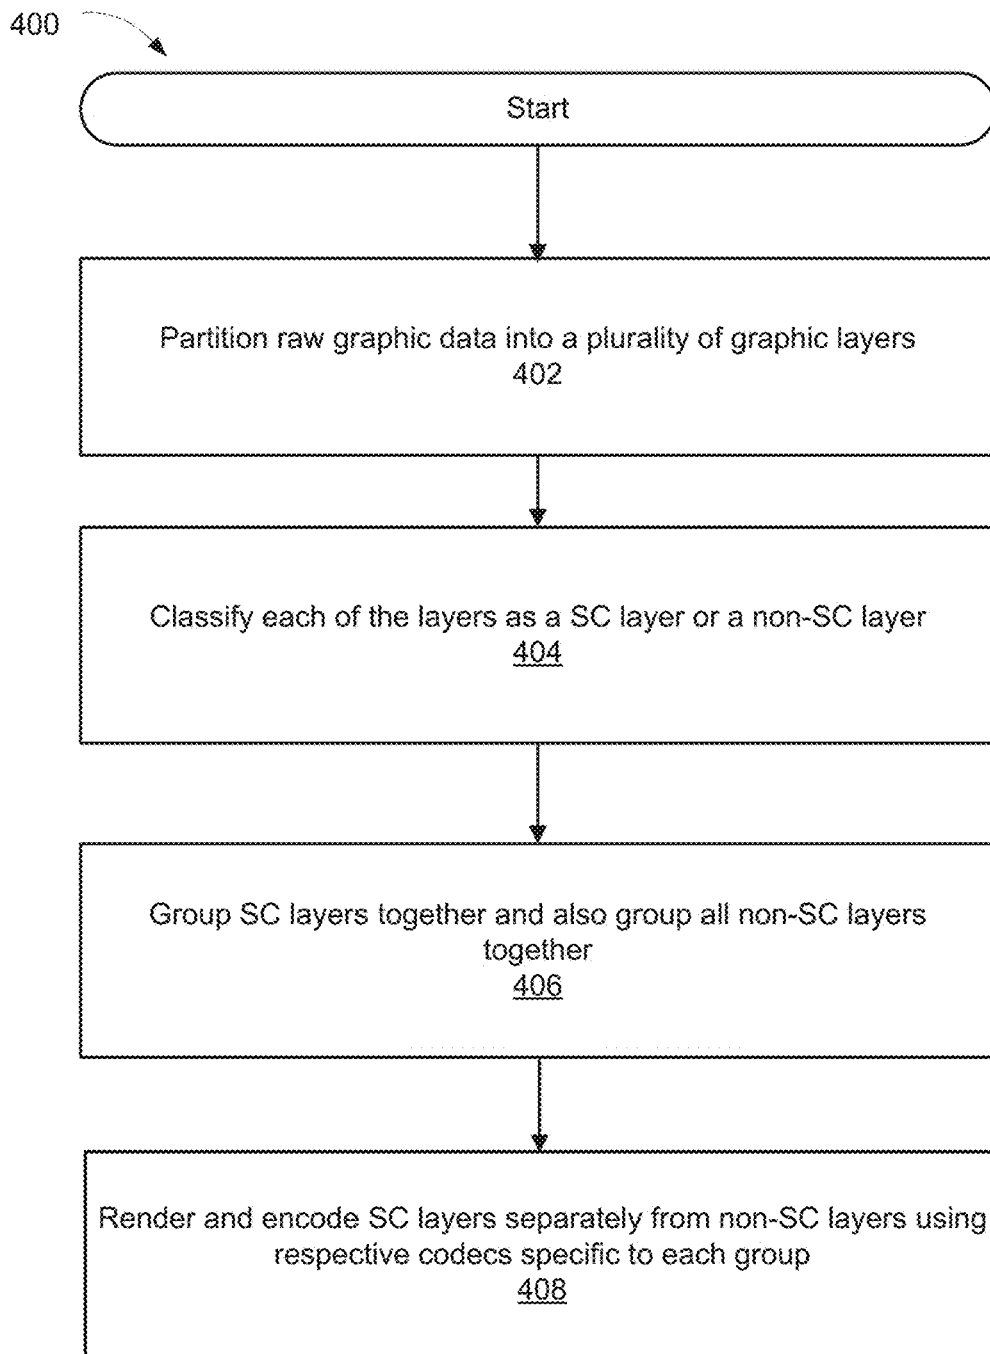 400
Start
Partition raw graphic data into a plurality of graphic layers
402
Classify each of the layers as a SC layer or a non-SC layer
404
Group SC layers together and also group all non-SC layers
together
406
Render and encode SC layers separately from non-SC layers using
respective codecs specific to each group
408